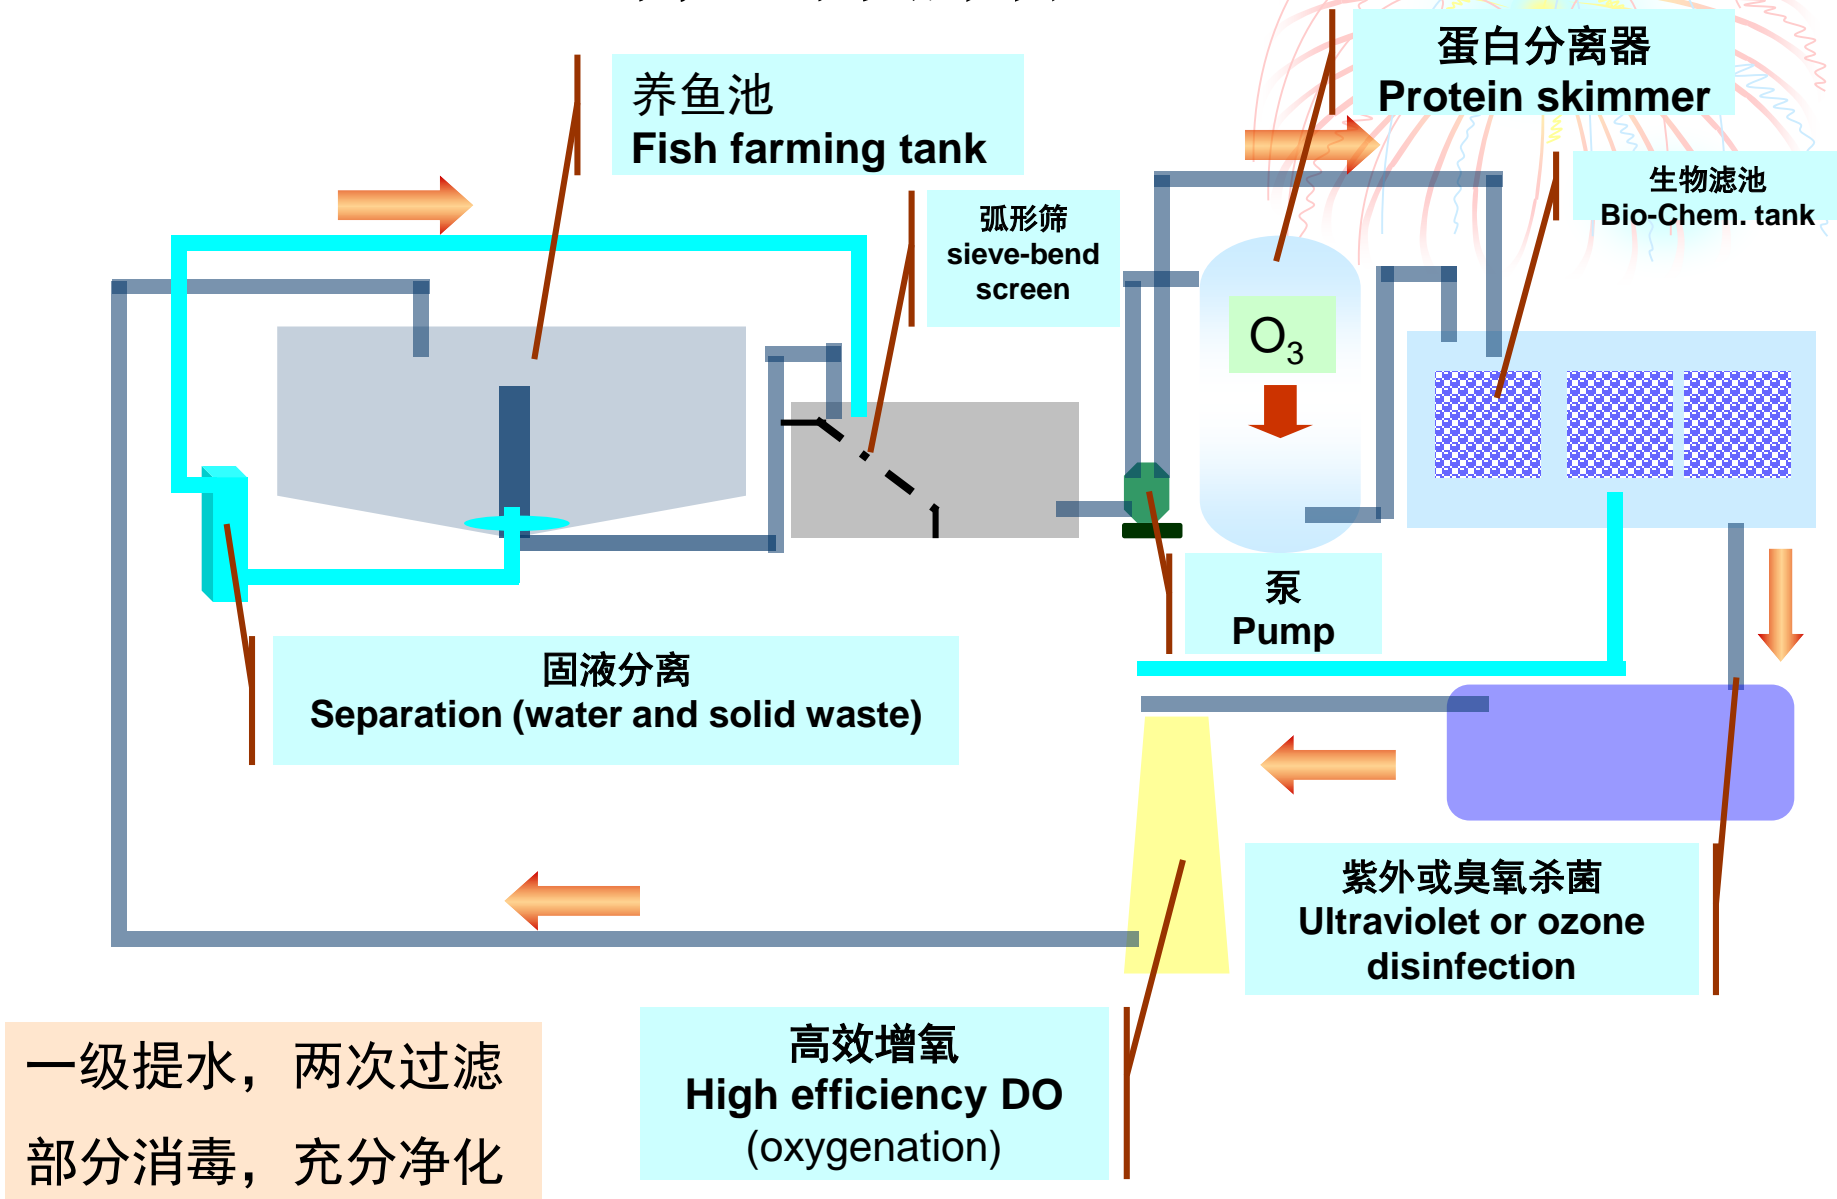 养鱼池
Fish farming tank
蛋白分离器
Protein skimmer
生物滤池
Bio-Chem. tank
弧形筛
sieve-bend
screen
O₃
泵
Pump
固液分离
Separation (water and solid waste)
紫外或臭氧杀菌
Ultraviolet or ozone
disinfection
高效增氧
High efficiency DO
(oxygenation)
一级提水，两次过滤
部分消毒，充分净化